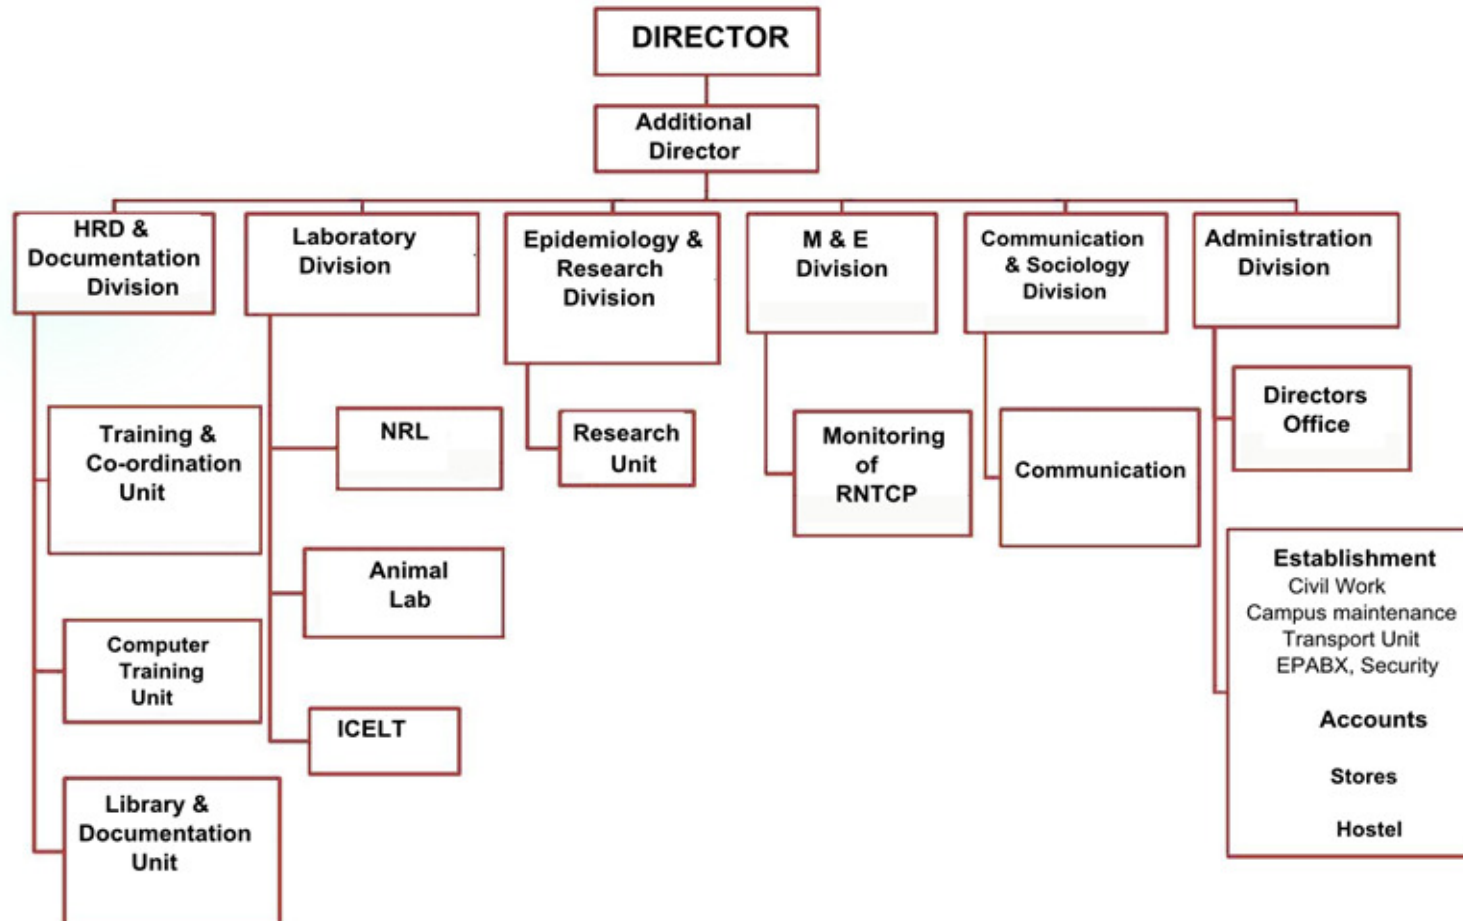 DIRECTOR
Additional
Director
HRD &
Documentation
Division
Laboratory
Division
Epidemiology &
Research
Division
M & E
Division
Communication
& Sociology
Division
Administration
Division
Training &
Co-ordination
Unit
Computer
Training
Unit
Library &
Documentation
Unit
NRL
Animal
Lab
ICELT
Research
Unit
Monitoring
of
RNTCP
Communication
Directors
Office
Establishment
Civil Work
Campus maintenance
Transport Unit
EPABX, Security
Accounts
Stores
Hostel